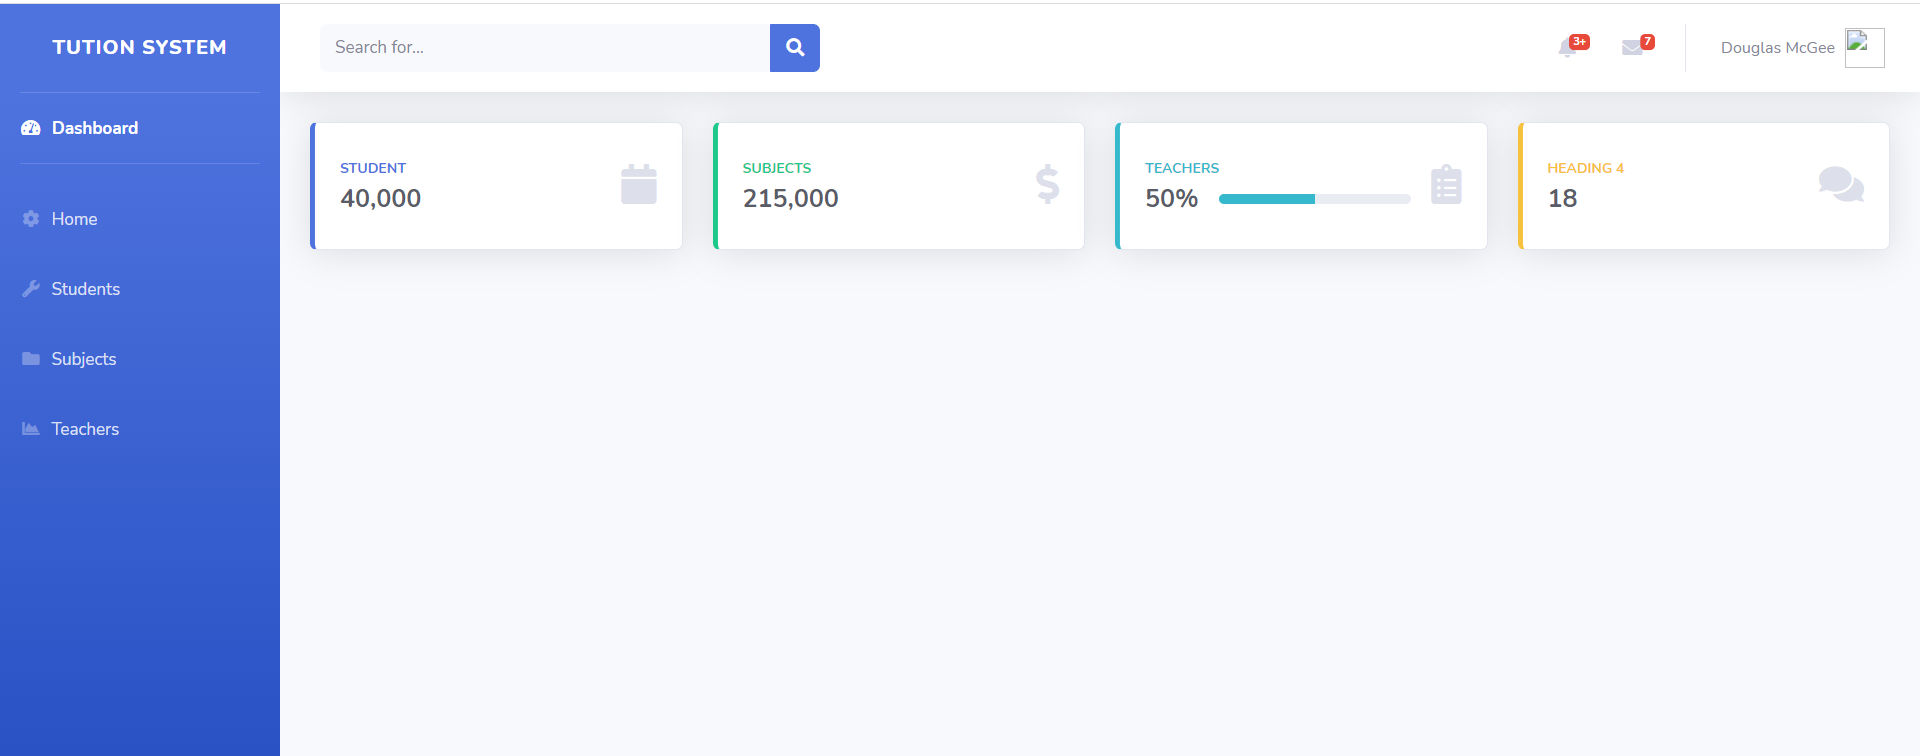 TUTION SYSTEM
Search for...
3+
7
Douglas McGee
Dashboard
Home
Students
Subjects
Teachers
STUDENT
40,000
SUBJECTS
215,000
TEACHERS
50%
HEADING 4
18